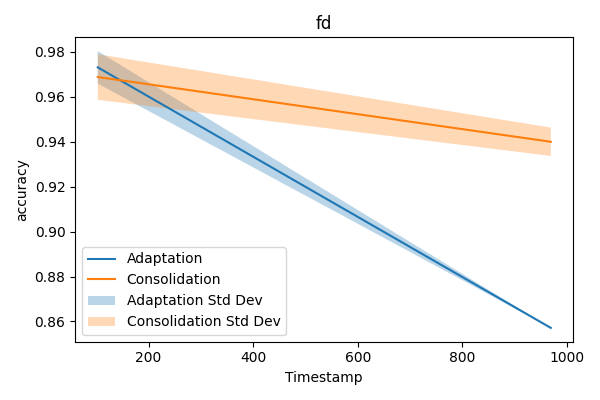 fd
0.98
0.96
0.94
0.92
0.90
0.88
0.86
accuracy
Adaptation
Consolidation
Adaptation Std Dev
Consolidation Std Dev
200
400
600
800
1000
Timestamp